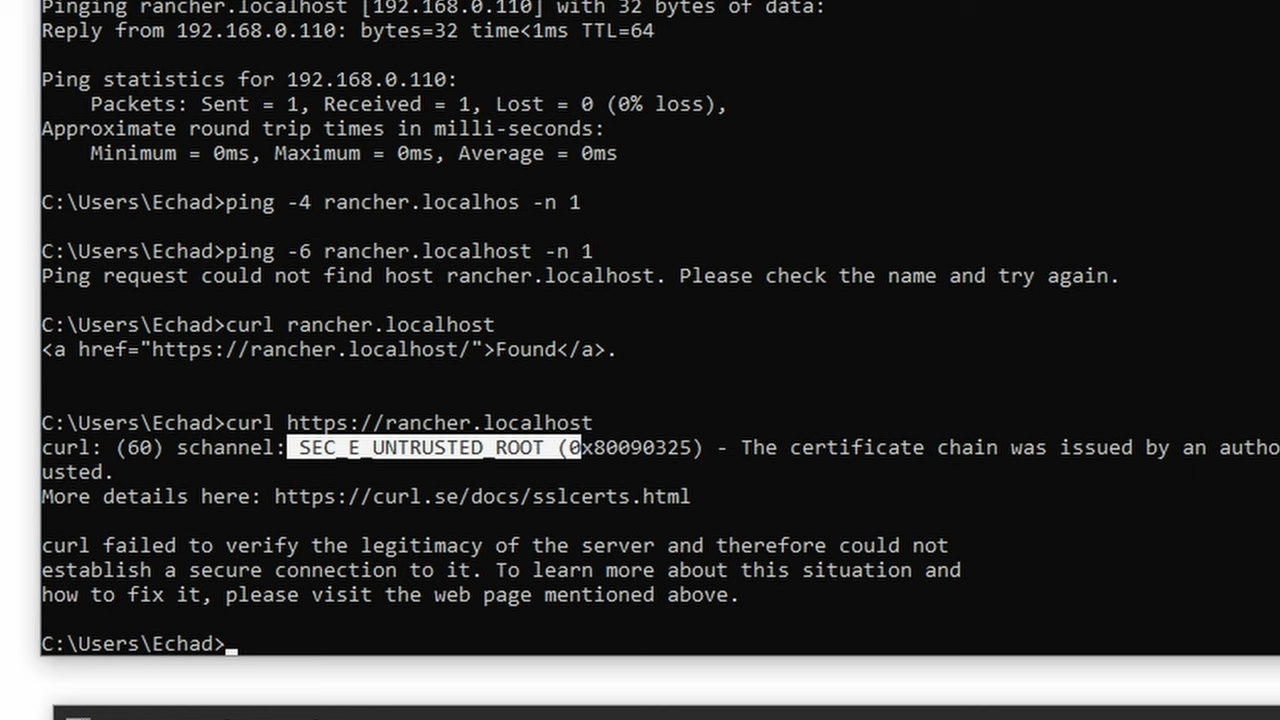 Pinging rancher.localhost [192.168.0.110] with 32 bytes of data:
Reply from 192.168.0.110: bytes=32 time<1ms TTL=64
Ping statistics for 192.168.0.110:
Packets: Sent = 1, Received = 1, Lost = 0 (0% loss),
Approximate round trip times in milli-seconds:
Minimum = 0ms, Maximum = 0ms, Average = 0ms
C:\Users\Echad>ping -4 rancher.localhos -n 1
C:\Users\Echad>ping -6 rancher.localhost -n 1
Ping request could not find host rancher.localhost. Please check the name and try again.
C:\Users\Echad>curl rancher.localhost
<a href="https://rancher.localhost/">Found</a>.
C:\Users\Echad>curl https://rancher.localhost
curl: (60) schannel: SEC_E_UNTRUSTED_ROOT (0x80090325) - The certificate chain was issued by an autho
usted.
More details here: https://curl.se/docs/sslcerts.html
curl failed to verify the legitimacy of the server and therefore could not
establish a secure connection to it. To learn more about this situation and
how to fix it, please visit the web page mentioned above.
C:\Users\Echad>